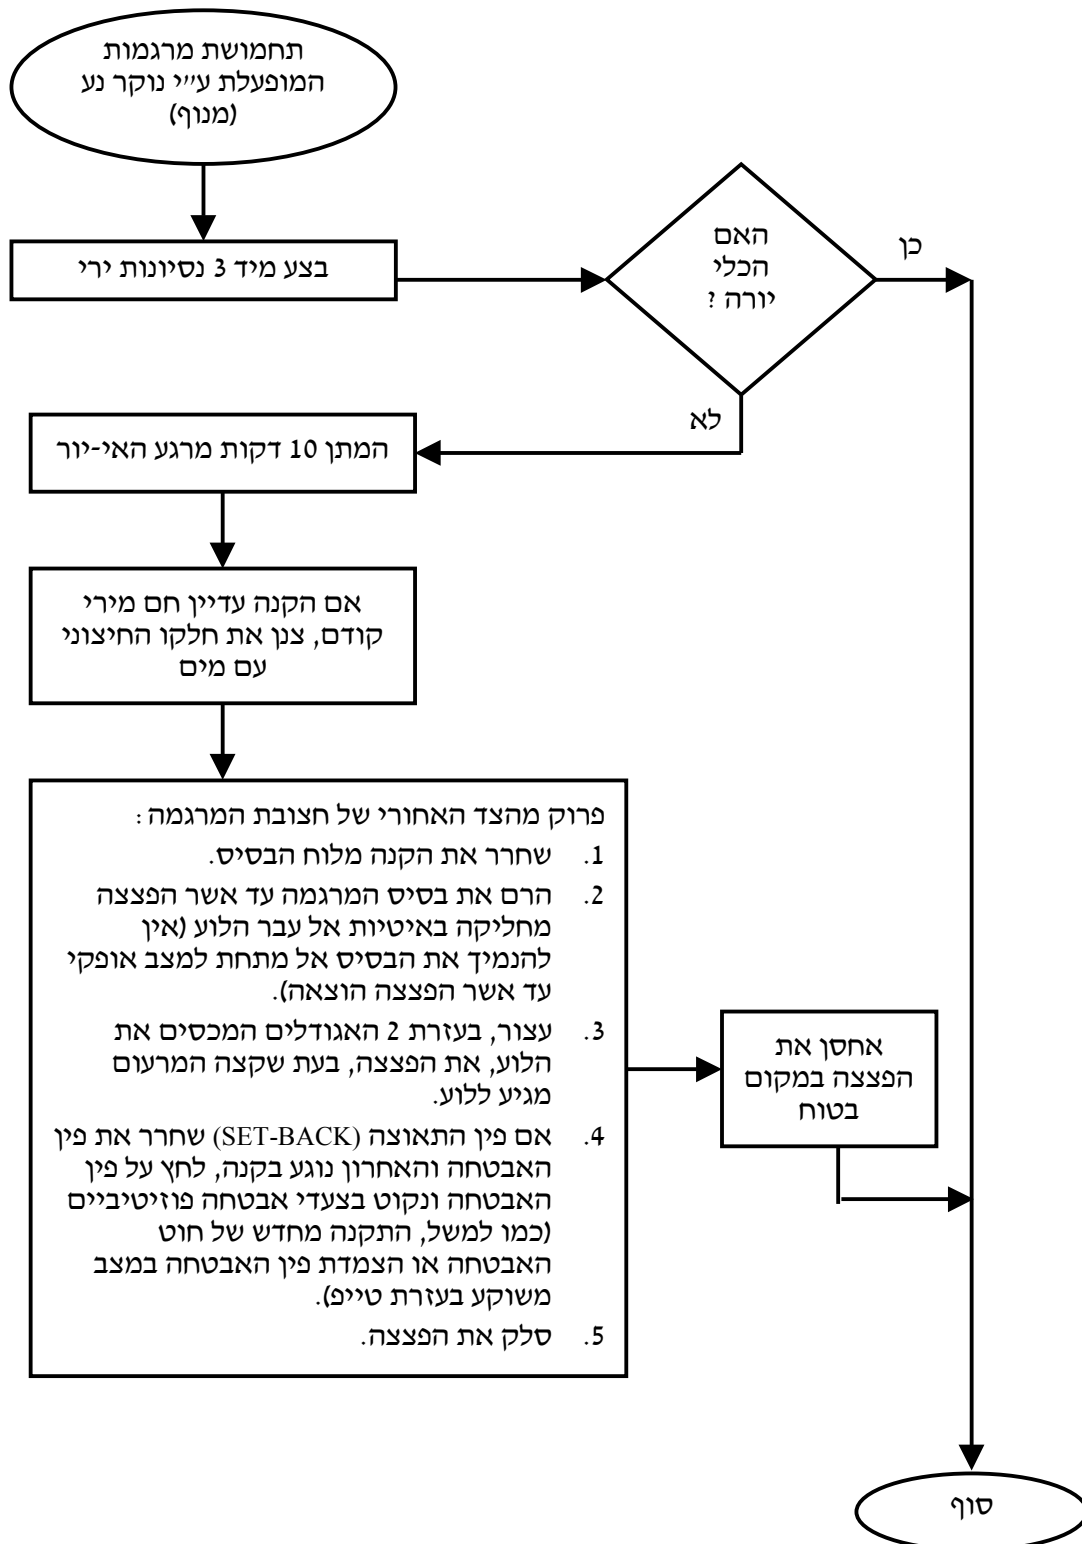 תחמושת מרגמות
המופעלת ע״י נוקר נע
(מנוף)
בצע מיד 3 נסיונות ירי
האם
הכלי
יורה ?
כן
לא
המתן 10 דקות מרגע האי-יור
אם הקנה עדיין חם מירי
קודם, צנן את חלקו החיצוני
עם מים
פרוק מהצד האחורי של חצובת המרגמה :
1. שחרר את הקנה מלוח הבסיס.
2. הרם את בסיס המרגמה עד אשר הפצצה
מחליקה באיטיות אל עבר הלוע (אין
להנמיך את הבסיס אל מתחת למצב אופקי
עד אשר הפצצה הוצאה).
3. עצור, בעזרת 2 האגודלים המכסים את
הלוע, את הפצצה, בעת שקצה המרעום
מגיע ללוע.
4. אם פין התאוצה (SET-BACK) שחרר את פין
האבטחה והאחרון נוגע בקנה, לחץ על פין
האבטחה ונקוט בצעדי אבטחה פוזיטיביים
(כמו למשל, התקנה מחדש של חוט
האבטחה או הצמדת פין האבטחה במצב
משוקע בעזרת טייפ).
5. סלק את הפצצה.
אחסן את
הפצצה במקום
בטוח
סוף